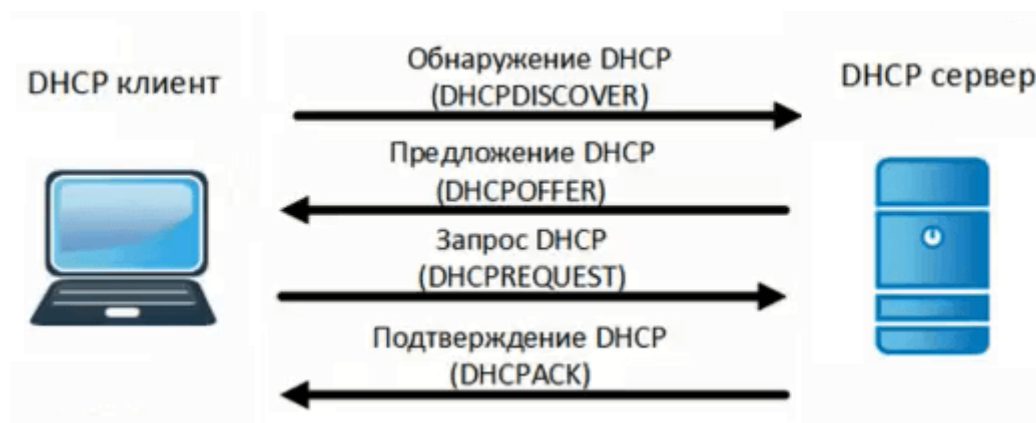 DHCP клиент
Обнаружение DHCP
(DHCPDISCOVER)
DHCP сервер
Предложение DHCP
(DHCPOFFER)
Запрос DHCP
(DHCPREQUEST)
Подтверждение DHCP
(DHCPACK)